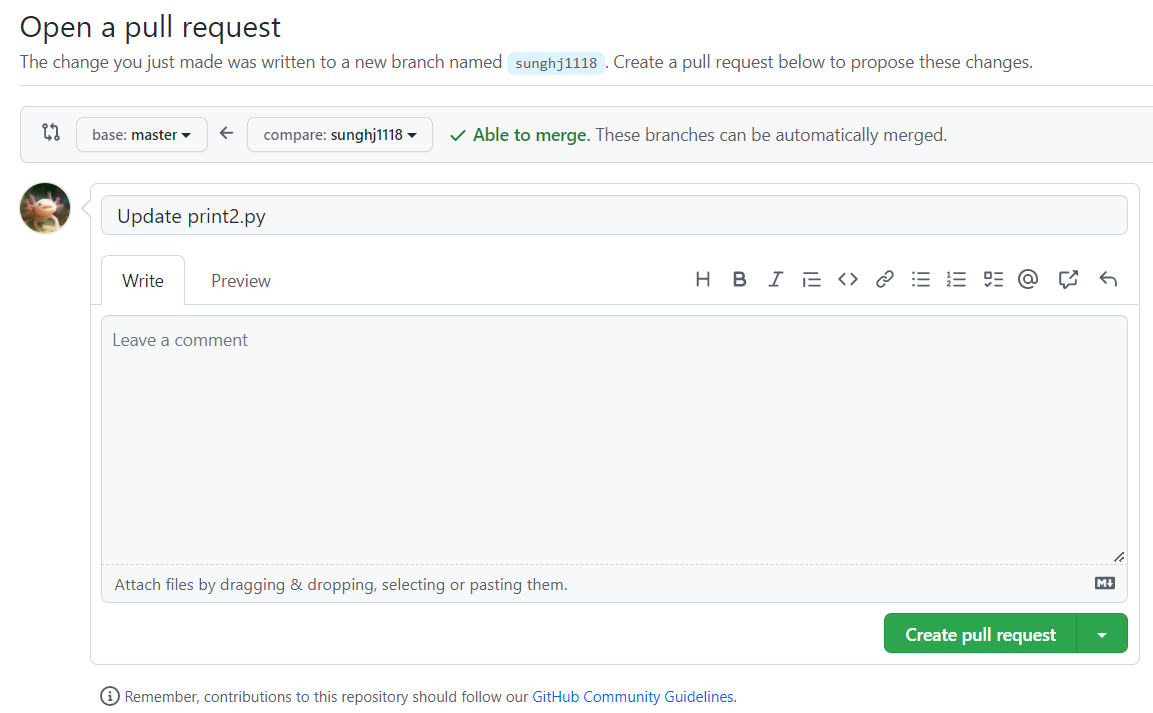 Open a pull request
The change you just made was written to a new branch named sunghj1118. Create a pull request below to propose these changes.
base: master compare: sunghj1118 Able to merge. These branches can be automatically merged.
Update print2.py
Write Preview
Leave a comment
Attach files by dragging & dropping, selecting or pasting them.
Create pull request
Remember, contributions to this repository should follow our GitHub Community Guidelines.